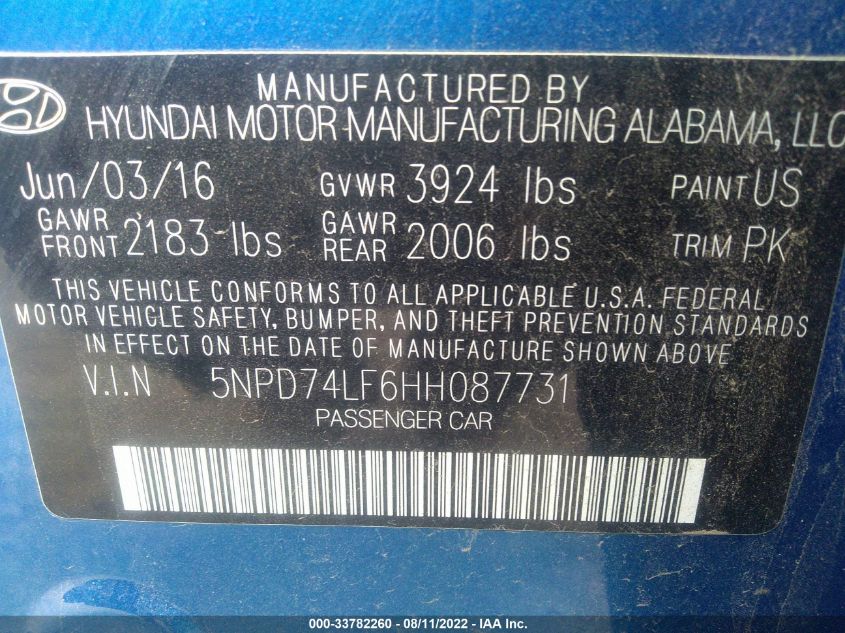 MANUFACTURED BY
HYUNDAI MOTOR MANUFACTURING ALABAMA, LLC
Jun/03/16 GVWR 3924 lbs PAINT US
GAWR FRONT 2183 lbs GAWR REAR 2006 lbs TRIM PK
THIS VEHICLE CONFORMS TO ALL APPLICABLE U.S.A. FEDERAL
MOTOR VEHICLE SAFETY, BUMPER, AND THEFT PREVENTION STANDARDS
IN EFFECT ON THE DATE OF MANUFACTURE SHOWN ABOVE
V.I.N 5NPD74LF6HH087731
PASSENGER CAR
000-33782260 - 08/11/2022 - IAA Inc.